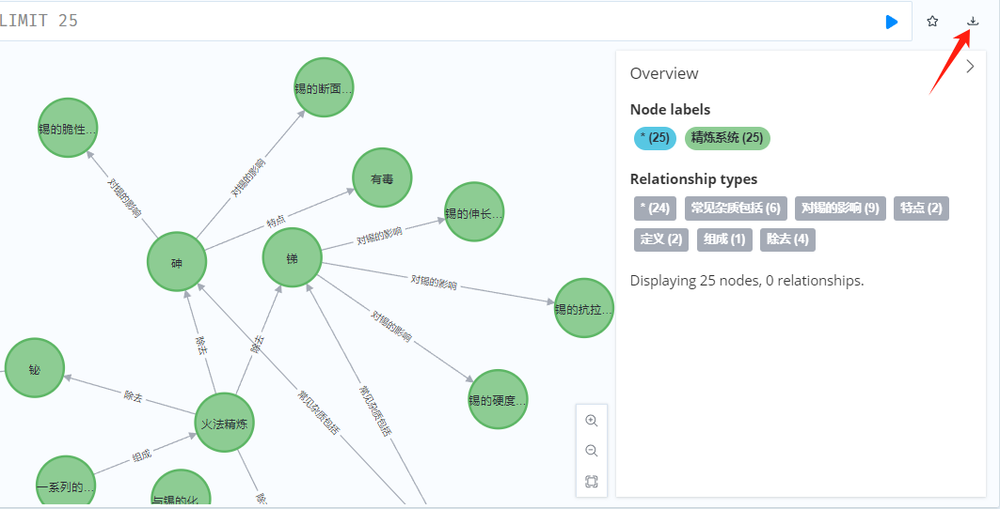 LIMIT 25
锡的断面...
锡的脆性...
对锡的影响
对锡的影响
有毒
特点
锡的伸长...
对锡的影响
砷
锑
对锡的影响
锡的抗拉...
对锡的影响
除去
除去
铋
除去
常见杂质包括
常见杂质包括
锡的硬度...
火法精炼
组成
一系列的...
与锡的化...
除
Overview
Node labels
* (25) 精炼系统 (25)
Relationship types
* (24) 常见杂质包括 (6) 对锡的影响 (9) 特点 (2)
定义 (2) 组成 (1) 除去 (4)
Displaying 25 nodes, 0 relationships.